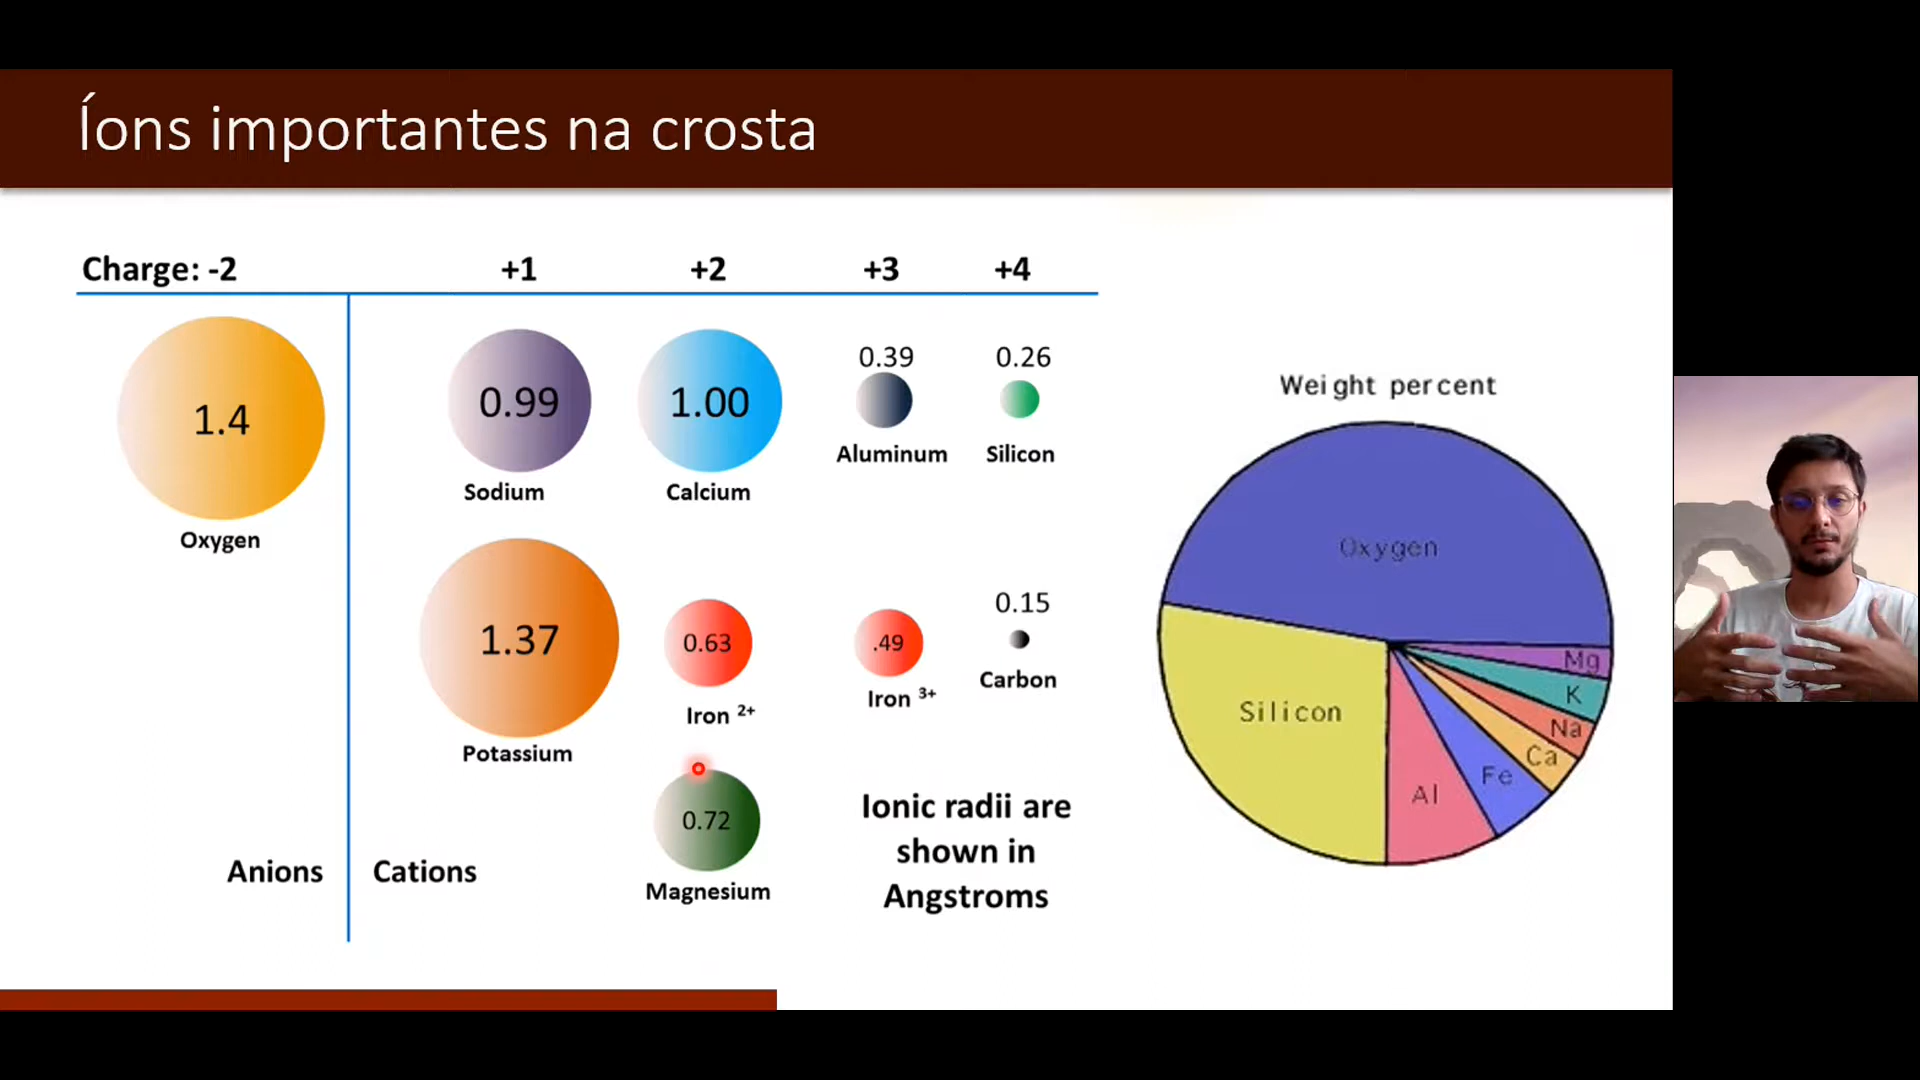 Íons importantes na crosta
Charge: -2 +1 +2 +3 +4
1.4
Oxygen
0.99
Sodium
1.00
Calcium
0.39
Aluminum
0.26
Silicon
1.37
Potassium
0.63
Iron 2+
.49
Iron 3+
0.15
Carbon
0.72
Magnesium
Anions
Cations
Ionic radii are
shown in
Angstroms
Weight percent
Oxygen
Silicon
Mg
K
Na
Ca
Fe
Al